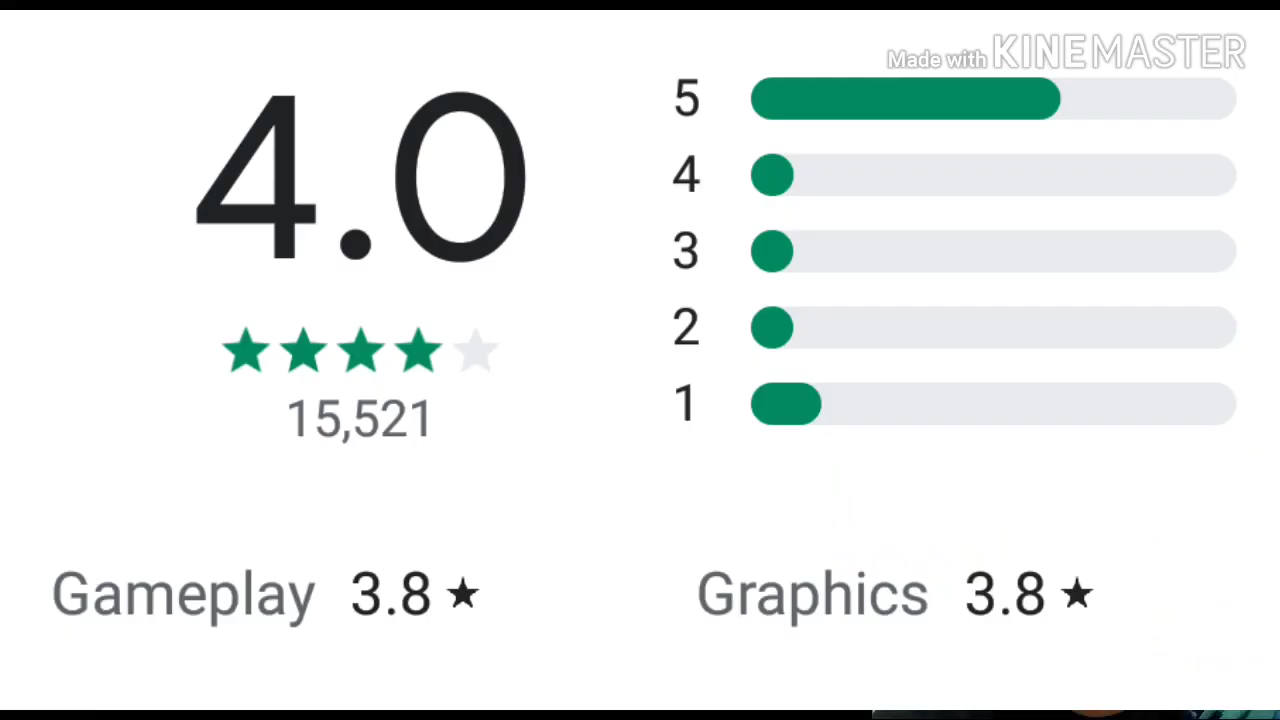 Made with KINEMASTER
4.0
15,521
5
4
3
2
1
Gameplay 3.8 ★
Graphics 3.8 ★